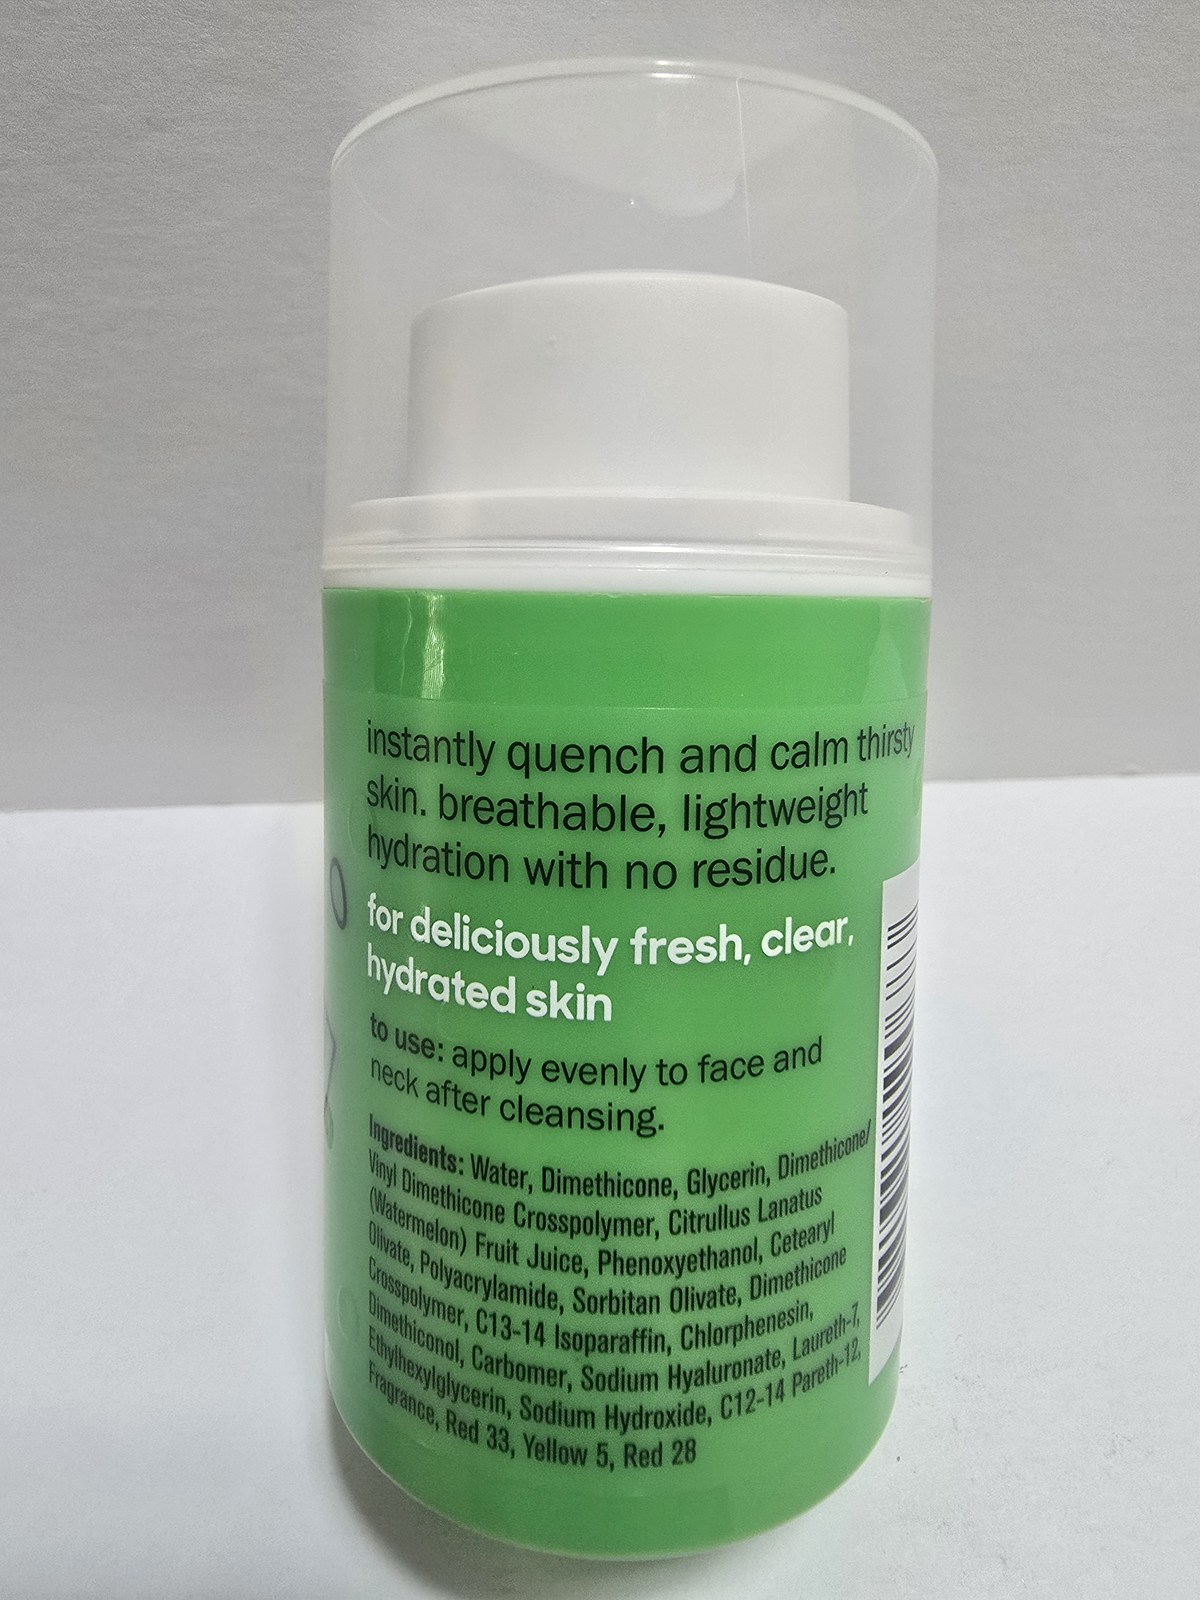 instantly quench and calm thirsty
skin. breathable, lightweight
hydration with no residue.
for deliciously fresh, clear,
hydrated skin
to use: apply evenly to face and
neck after cleansing.
Ingredients: Water, Dimethicone, Glycerin, Dimethicone/
Vinyl Dimethicone Crosspolymer, Citrullus Lanatus
(Watermelon) Fruit Juice, Phenoxyethanol, Cetearyl
Olivate, Polyacrylamide, Sorbitan Olivate, Dimethicone
Crosspolymer, C13-14 Isoparaffin, Chlorphenesin,
Dimethiconol, Carbomer, Sodium Hyaluronate, Laureth-7,
Ethylhexylglycerin, Sodium Hydroxide, C12-14 Pareth-12,
Fragrance, Red 33, Yellow 5, Red 28